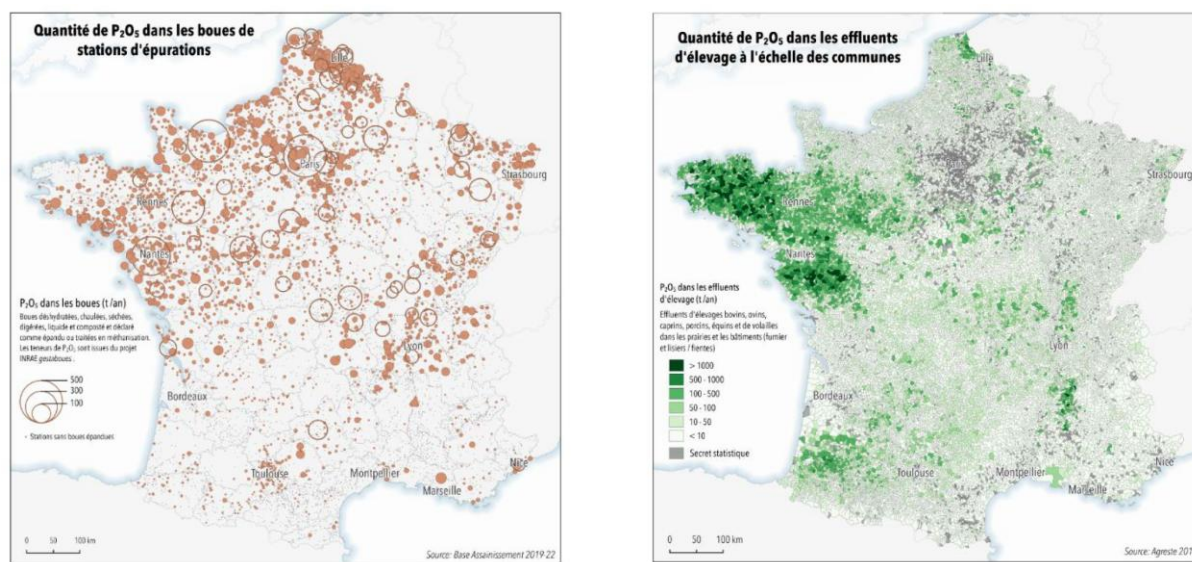 Quantité de P₂O₅ dans les boues de
stations d'épurations
Lille
Paris
Strasbourg
Rennes
Nantes
Lyon
Bordeaux
Toulouse
Montpellier
Nice
Marseille
P₂O₅ dans les boues (t /an)
Boues déshydratées, chaulées, séchées,
digérées, liquide et composté et déclaré
comme épandu ou traitées en méthanisation.
Les teneurs de P₂O₅ sont issues du projet
INRAE
500
300
100
Stations sans boues épandues
0 50 100 km
Source: Base Assainissement 2019-22
Quantité de P₂O₅ dans les effluents
d'élevage à l'échelle des communes
Lille
Strasbourg
Rennes
Nantes
Lyon
Bordeaux
Toulouse
Montpellier
Nice
Marseille
P₂O₅ dans les effluents
d'élevage (t /an)
Effluents d'élevages bovins, ovins,
caprins, porcins, équins et de volailles
dans les prairies et les bâtiments (fumier
et lisiers / fientes)
> 1000
500 - 1000
100 - 500
50 - 100
10 - 50
< 10
Secret statistique
0 50 100 km
Source: Agreste 201